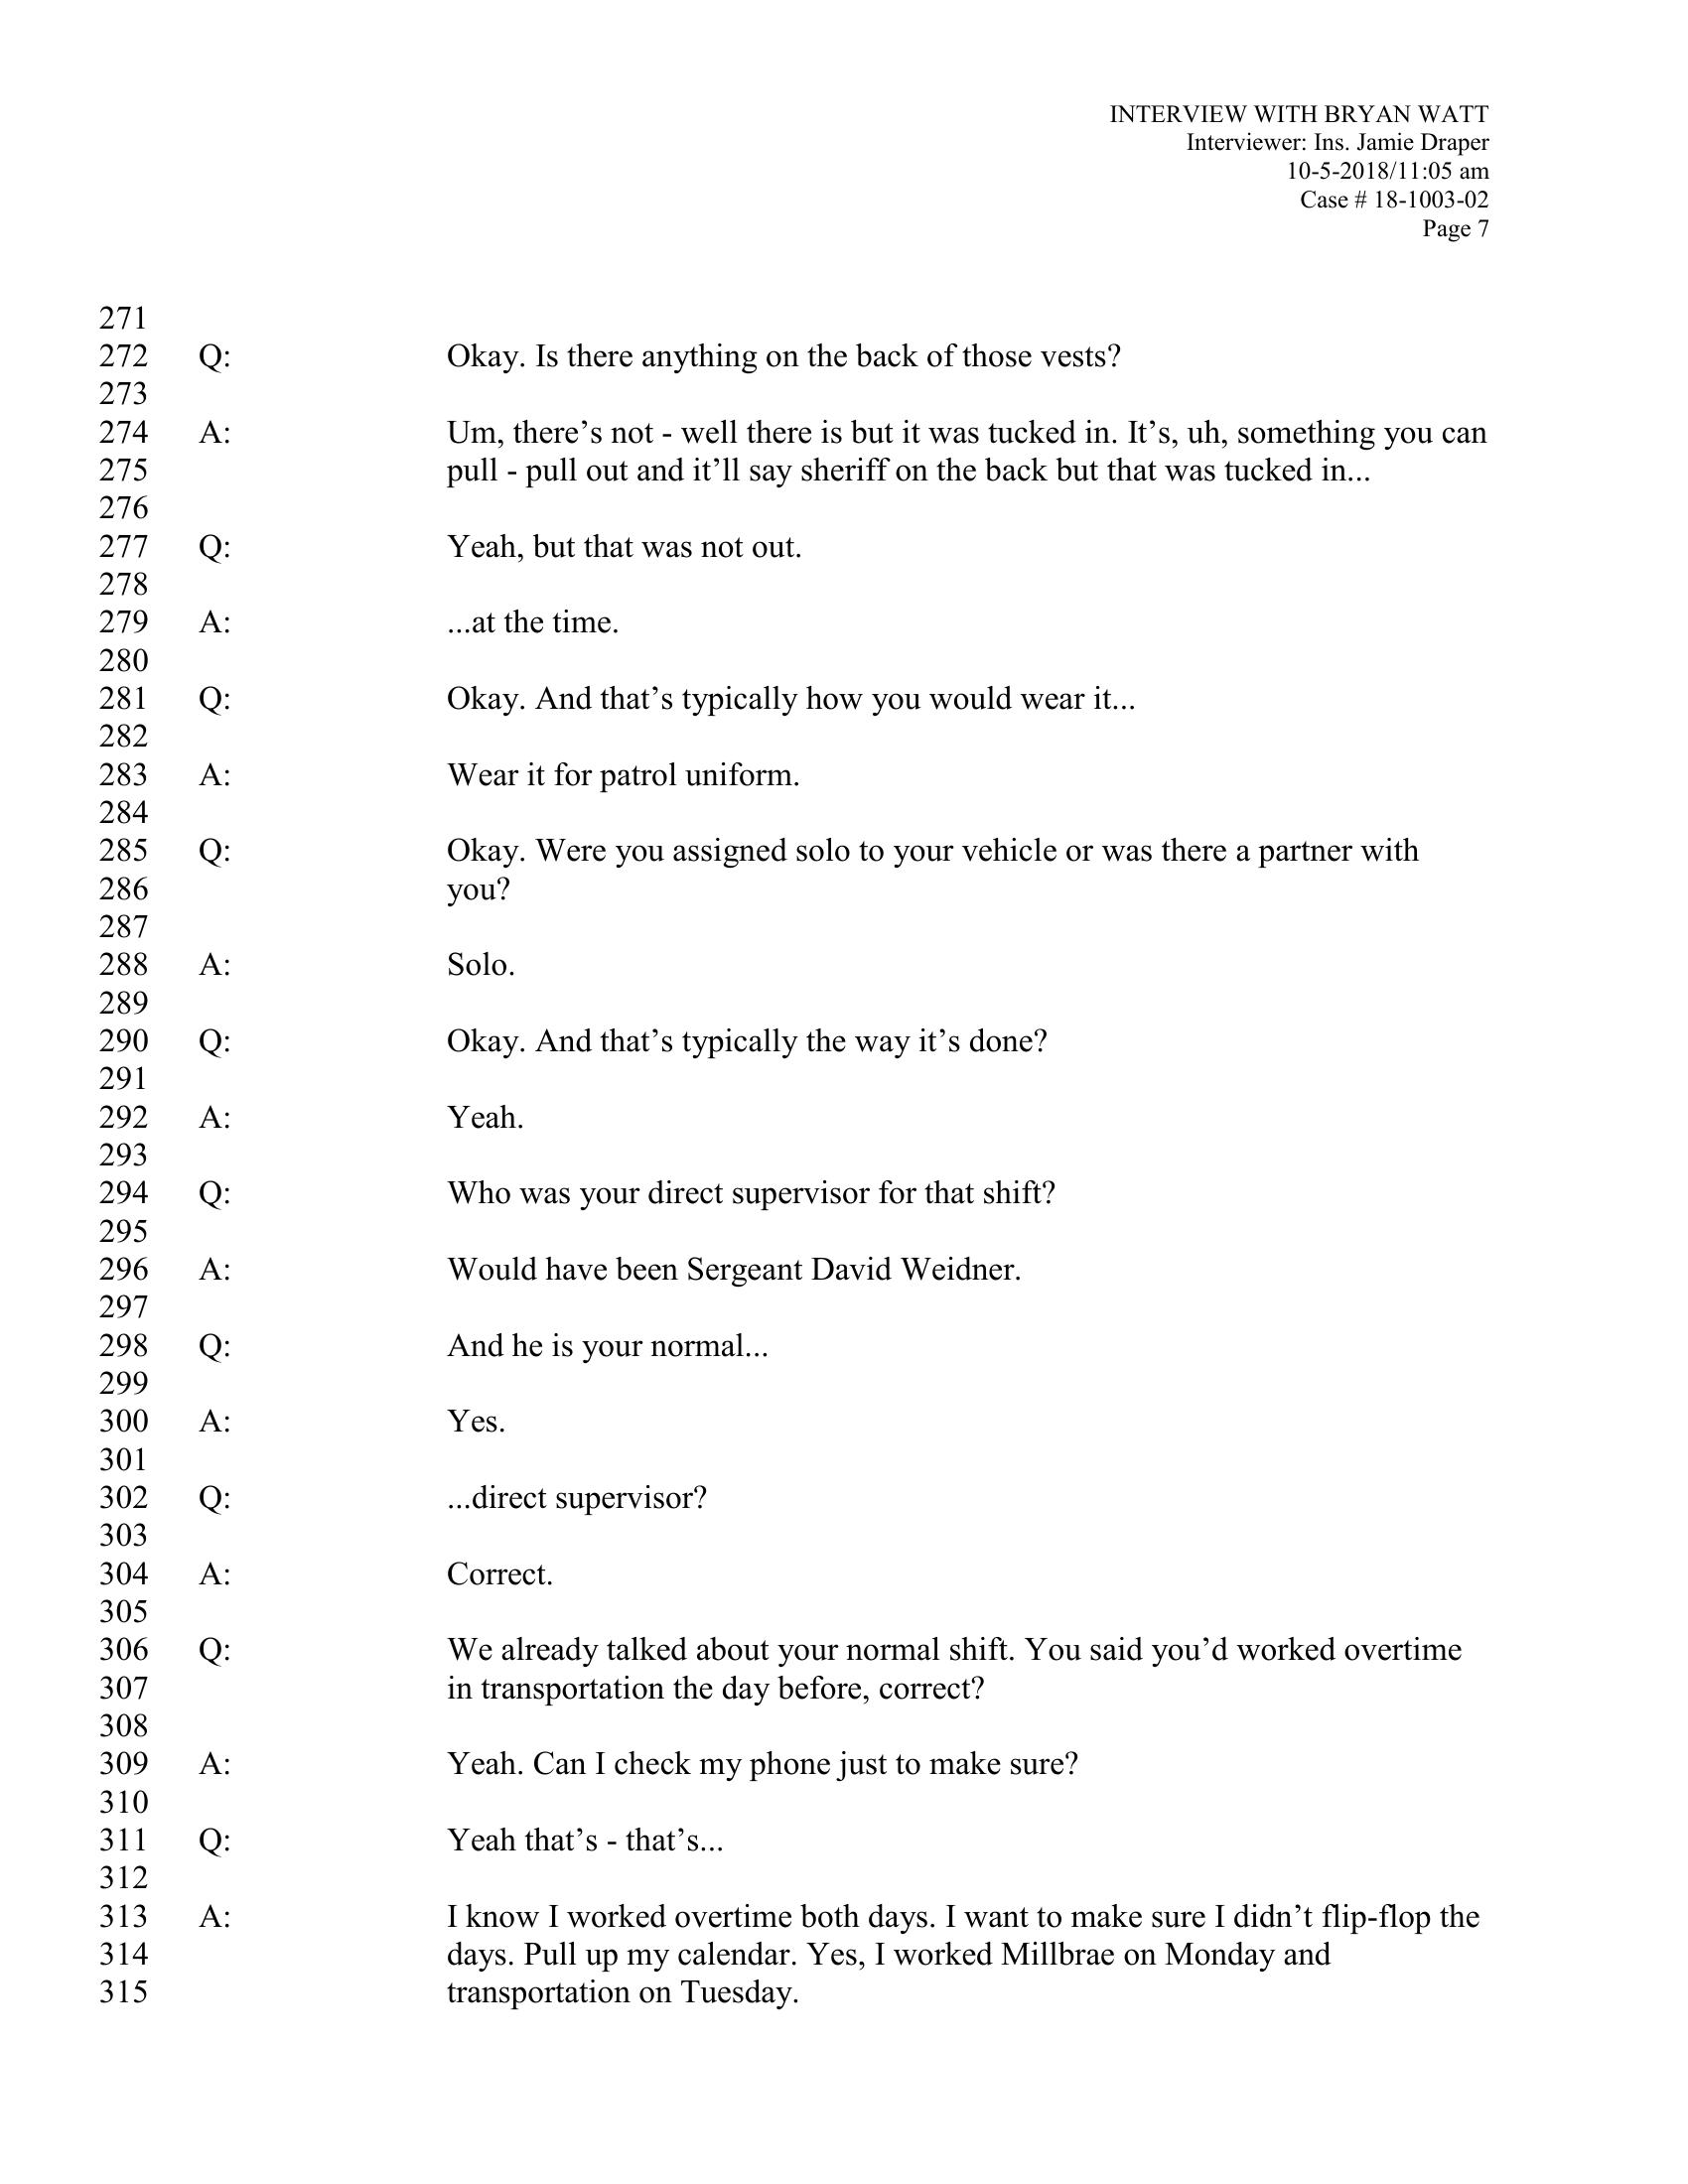 INTERVIEW WITH BRYAN WATT
Interviewer: Ins. Jamie Draper
10-5-2018/11:05 am
Case # 18-1003-02
Page 7
271
272 Q: Okay. Is there anything on the back of those vests?
273
274 A: Um, there’s not - well there is but it was tucked in. It’s, uh, something you can
275 pull - pull out and it’ll say sheriff on the back but that was tucked in...
276
277 Q: Yeah, but that was not out.
278
279 A: ...at the time.
280
281 Q: Okay. And that’s typically how you would wear it...
282
283 A: Wear it for patrol uniform.
284
285 Q: Okay. Were you assigned solo to your vehicle or was there a partner with
286 you?
287
288 A: Solo.
289
290 Q: Okay. And that’s typically the way it’s done?
291
292 A: Yeah.
293
294 Q: Who was your direct supervisor for that shift?
295
296 A: Would have been Sergeant David Weidner.
297
298 Q: And he is your normal...
299
300 A: Yes.
301
302 Q: ...direct supervisor?
303
304 A: Correct.
305
306 Q: We already talked about your normal shift. You said you’d worked overtime
307 in transportation the day before, correct?
308
309 A: Yeah. Can I check my phone just to make sure?
310
311 Q: Yeah that’s - that’s...
312
313 A: I know I worked overtime both days. I want to make sure I didn’t flip-flop the
314 days. Pull up my calendar. Yes, I worked Millbrae on Monday and
315 transportation on Tuesday.